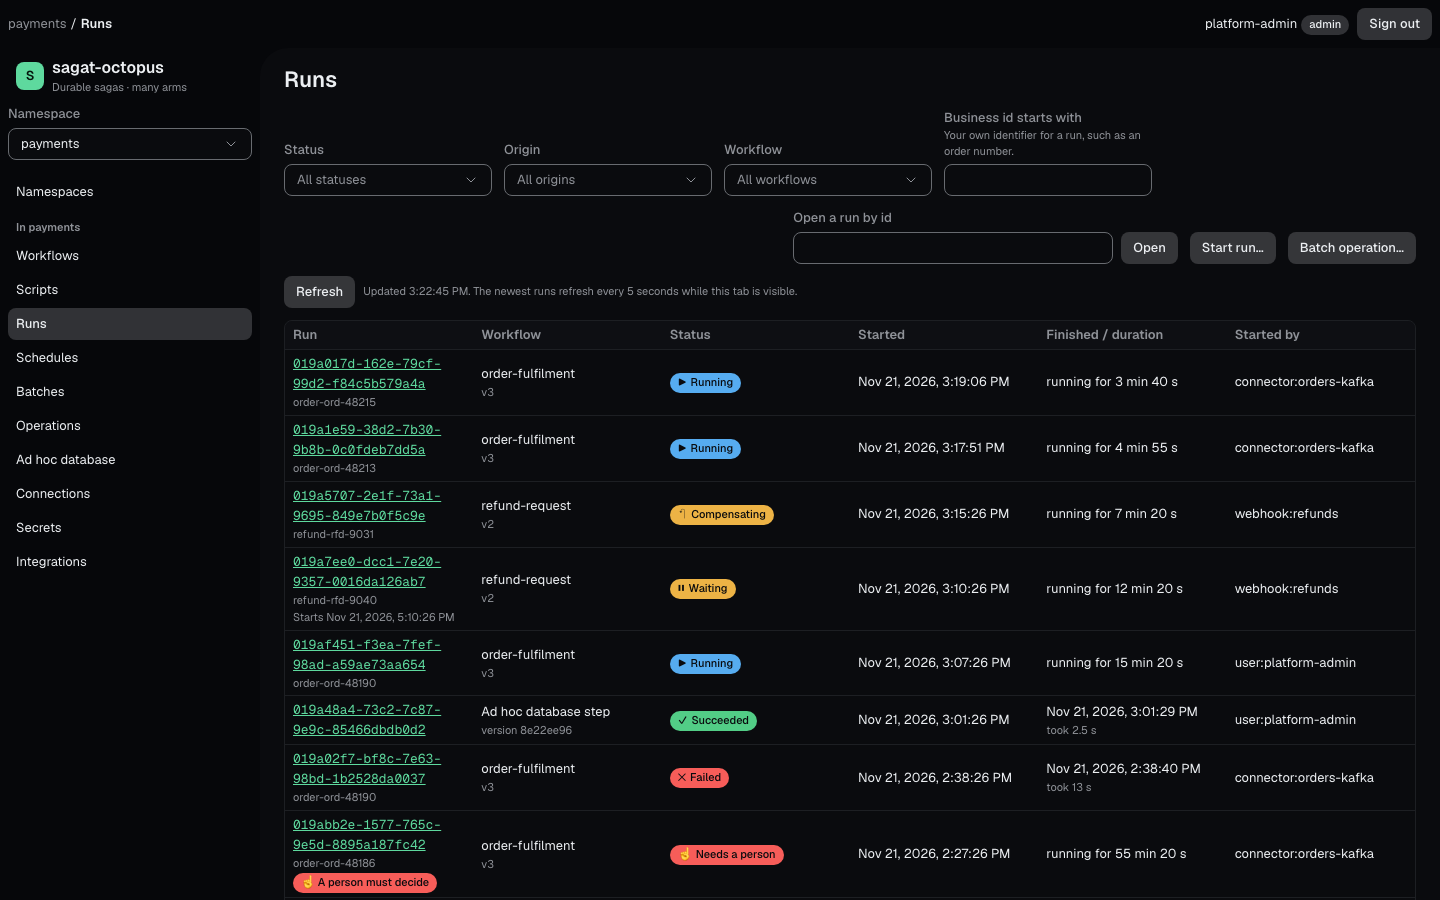 payments / Runs
platform-admin admin Sign out
S sagat-octopus
Durable sagas · many arms
Namespace
payments
Namespaces
In payments
Workflows
Scripts
Runs
Schedules
Batches
Operations
Ad hoc database
Connections
Secrets
Integrations
Runs
Status
All statuses
Origin
All origins
Workflow
All workflows
Business id starts with
Your own identifier for a run, such as an
order number.
Open a run by id
Open Start run... Batch operation...
Refresh Updated 3:22:45 PM. The newest runs refresh every 5 seconds while this tab is visible.
Run Workflow Status Started Finished / duration Started by
019a017d-162e-79cf-
99d2-f84c5b579a4a
order-ord-48215
order-fulfilment
v3
Running
Nov 21, 2026, 3:19:06 PM
running for 3 min 40 s
connector:orders-kafka
019a1e59-38d2-7b30-
9b8b-0c0fdeb7dd5a
order-ord-48213
order-fulfilment
v3
Running
Nov 21, 2026, 3:17:51 PM
running for 4 min 55 s
connector:orders-kafka
019a5707-2e1f-73a1-
9695-849e7b0f5c9e
refund-rfd-9031
refund-request
v2
Compensating
Nov 21, 2026, 3:15:26 PM
running for 7 min 20 s
webhook:refunds
019a7ee0-dcc1-7e20-
9357-0016da126ab7
refund-rfd-9040
Starts Nov 21, 2026, 5:10:26 PM
refund-request
v2
Waiting
Nov 21, 2026, 3:10:26 PM
running for 12 min 20 s
webhook:refunds
019af451-f3ea-7fef-
98ad-a59ae73aa654
order-ord-48190
order-fulfilment
v3
Running
Nov 21, 2026, 3:07:26 PM
running for 15 min 20 s
user:platform-admin
019a48a4-73c2-7c87-
9e9c-85466dbdb0d2
Ad hoc database step
version 8e22ee96
Succeeded
Nov 21, 2026, 3:01:26 PM
Nov 21, 2026, 3:01:29 PM
took 2.5 s
user:platform-admin
019a02f7-bf8c-7e63-
98bd-1b2528da0037
order-ord-48190
order-fulfilment
v3
Failed
Nov 21, 2026, 2:38:26 PM
Nov 21, 2026, 2:38:40 PM
took 13 s
connector:orders-kafka
019abb2e-1577-765c-
9e5d-8895a187fc42
order-ord-48186
A person must decide
order-fulfilment
v3
Needs a person
Nov 21, 2026, 2:27:26 PM
running for 55 min 20 s
connector:orders-kafka